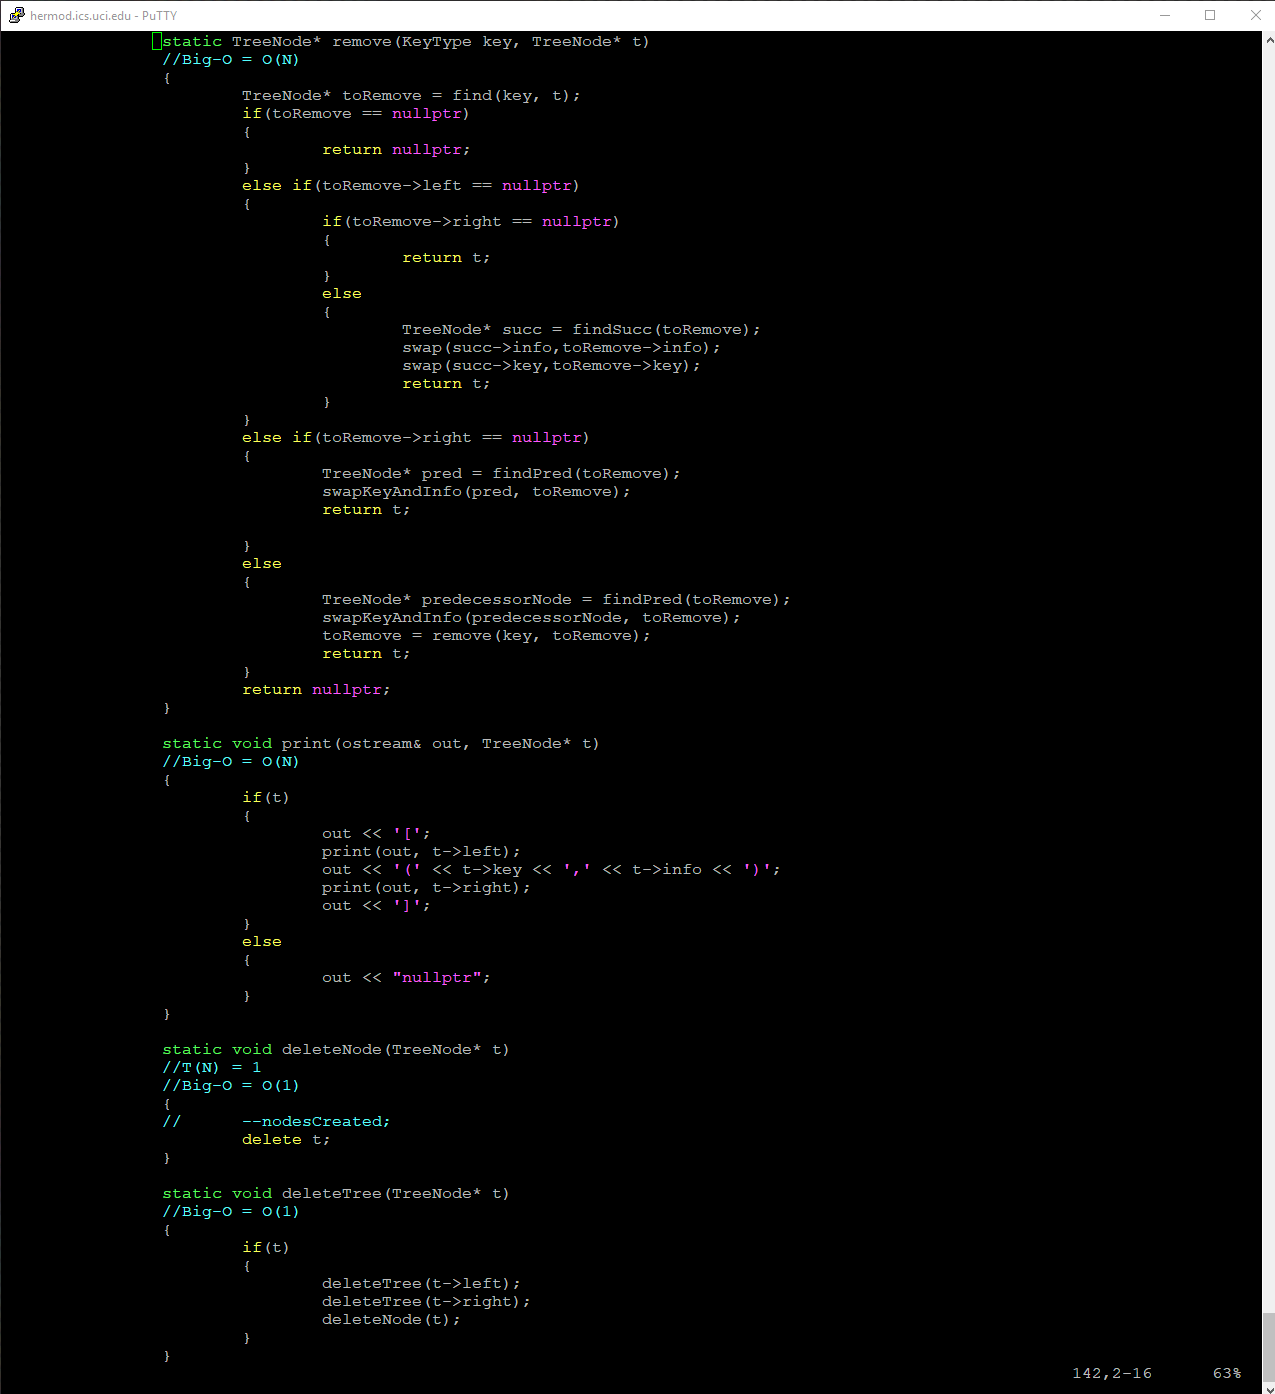 hermod.ics.uci.edu - PuTTY
static TreeNode* remove(KeyType key, TreeNode* t)
//Big-O = O(N)
{
TreeNode* toRemove = find(key, t);
if(toRemove == nullptr)
{
return nullptr;
}
else if(toRemove->left == nullptr)
{
if(toRemove->right == nullptr)
{
return t;
}
else
{
TreeNode* succ = findSucc(toRemove);
swap(succ->info,toRemove->info);
swap(succ->key,toRemove->key);
return t;
}
}
else if(toRemove->right == nullptr)
{
TreeNode* pred = findPred(toRemove);
swapKeyAndInfo(pred, toRemove);
return t;

}
else
{
TreeNode* predecessorNode = findPred(toRemove);
swapKeyAndInfo(predecessorNode, toRemove);
toRemove = remove(key, toRemove);
return t;
}
return nullptr;
}

static void print(ostream& out, TreeNode* t)
//Big-O = O(N)
{
if(t)
{
out << '[';
print(out, t->left);
out << '(' << t->key << ',' << t->info << ')';
print(out, t->right);
out << ']';
}
else
{
out << "nullptr";
}
}

static void deleteNode(TreeNode* t)
//T(N) = 1
//Big-O = O(1)
{
// --nodesCreated;
delete t;
}

static void deleteTree(TreeNode* t)
//Big-O = O(1)
{
if(t)
{
deleteTree(t->left);
deleteTree(t->right);
deleteNode(t);
}
}
142,2-16 63%